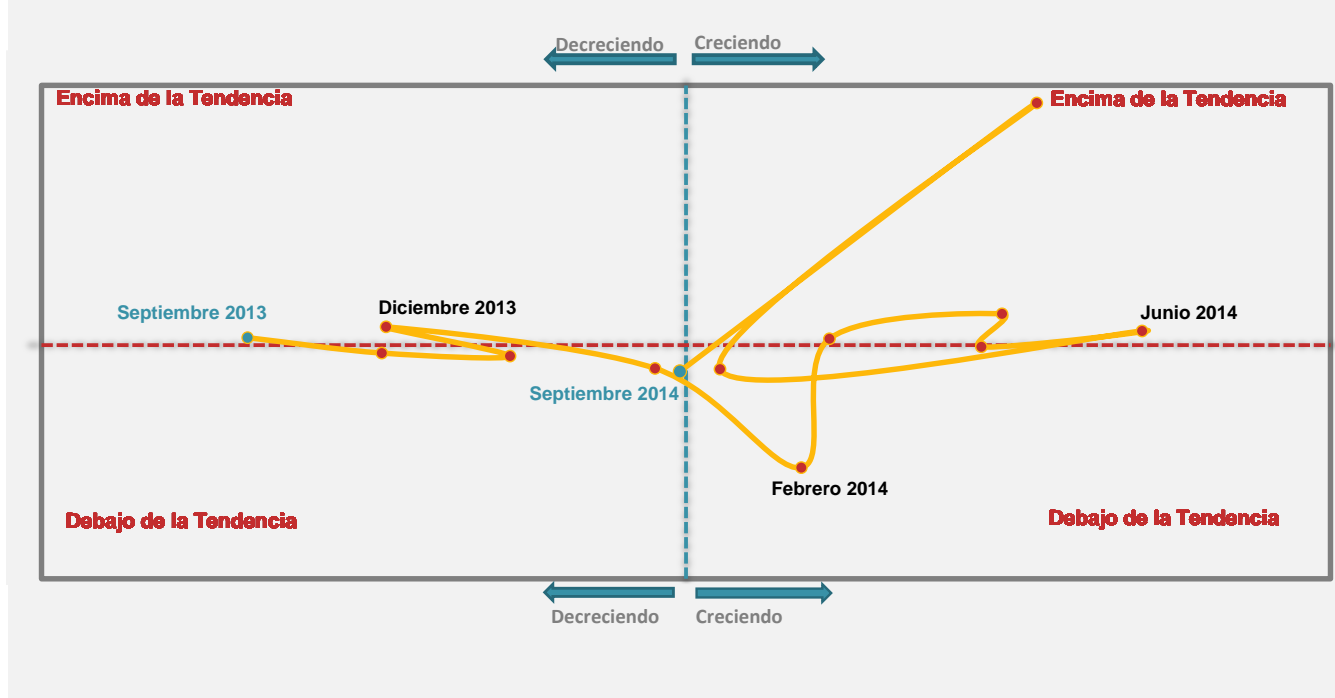 Decreciendo
Creciendo
Encima de la Tendencia
Encima de la Tendencia
Septiembre 2013
Diciembre 2013
Junio 2014
Septiembre 2014
Febrero 2014
Debajo de la Tendencia
Debajo de la Tendencia
Decreciendo
Creciendo